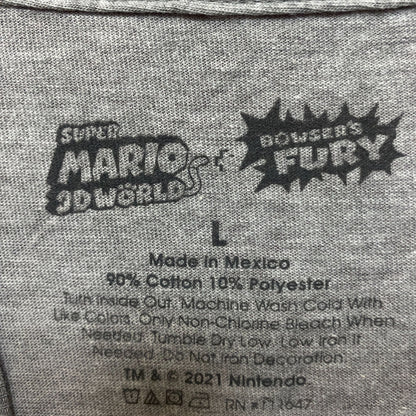 SUPER
MARIO
3D WORLD
+
BOWSER'S
FURY
L
Made in Mexico
90% Cotton 10% Polyester
Turn Inside Out. Machine Wash Cold With
Like Colors. Only Non-Chlorine Bleach When
Needed. Tumble Dry Low. Low Iron If
Needed. Do Not Iron Decoration.
TM & © 2021 Nintendo.
RN